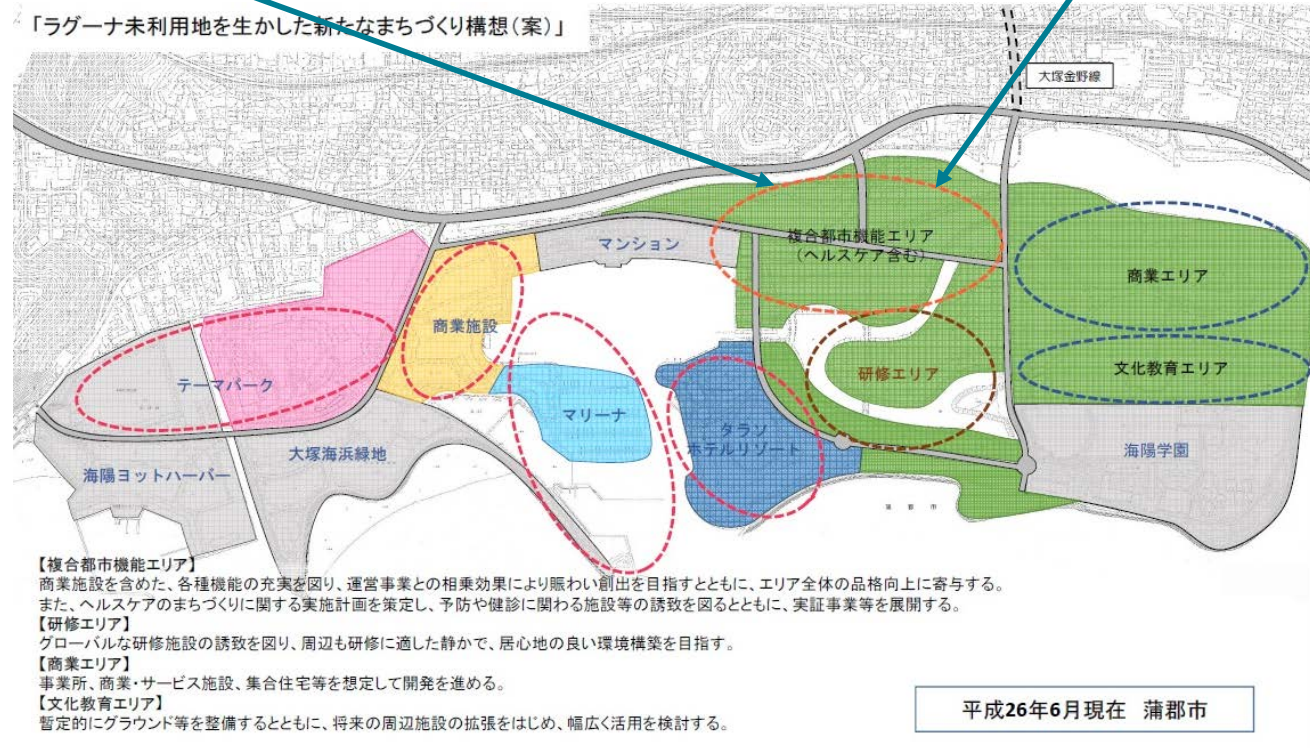 「ラグーナ未利用地を生かした新たなまちづくり構想(案)」
大塚金野線
マンション
複合都市機能エリア
(ヘルスケア含む)
商業エリア
商業施設
テーマパーク
研修エリア
文化教育エリア
マリーナ
タラソ
ホテルリゾート
大塚海浜緑地
海陽ヨットハーバー
海陽学園
蒲郡市
【複合都市機能エリア】
商業施設を含めた、各種機能の充実を図り、運営事業との相乗効果により賑わい創出を目指すとともに、エリア全体の品格向上に寄与する。
また、ヘルスケアのまちづくりに関する実施計画を策定し、予防や健診に関わる施設等の誘致を図るとともに、実証事業等を展開する。
【研修エリア】
グローバルな研修施設の誘致を図り、周辺も研修に適した静かで、居心地の良い環境構築を目指す。
【商業エリア】
事業所、商業・サービス施設、集合住宅等を想定して開発を進める。
【文化教育エリア】
暫定的にグラウンド等を整備するとともに、将来の周辺施設の拡張をはじめ、幅広く活用を検討する。
平成26年6月現在 蒲郡市